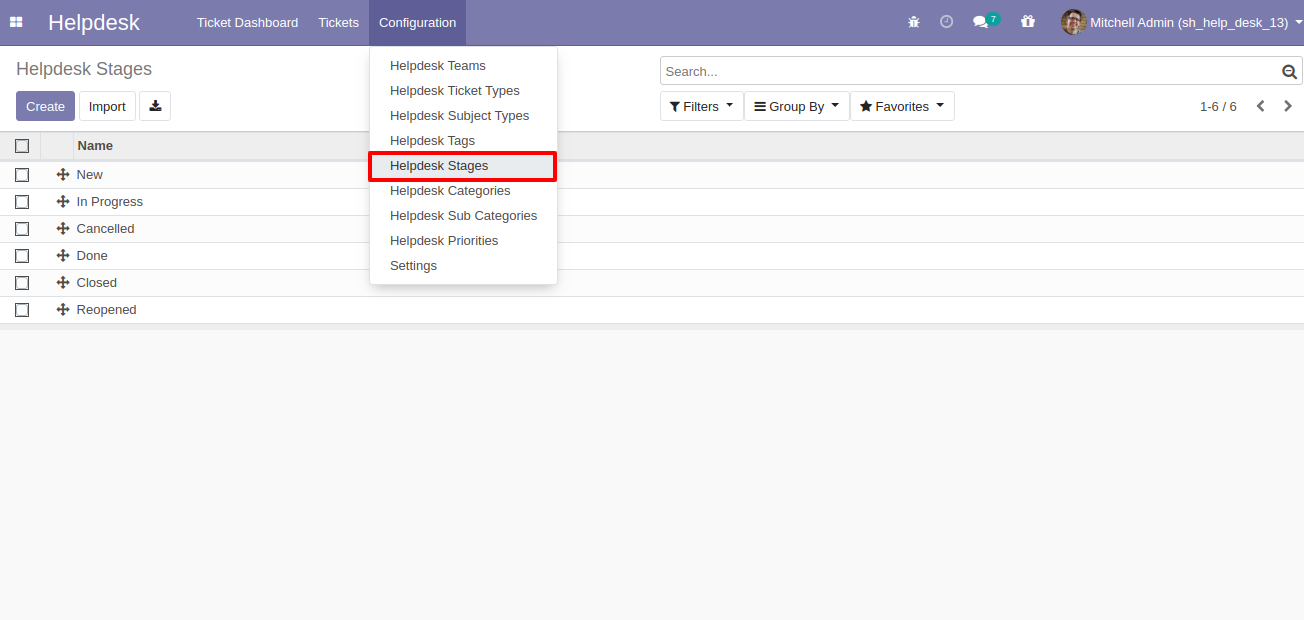 Helpdesk Ticket Dashboard Tickets Configuration 7 Mitchell Admin (sh_help_desk_13)
Helpdesk Stages
Search...
Create Import
Filters Group By Favorites 1-6 / 6
Helpdesk Teams
Helpdesk Ticket Types
Helpdesk Subject Types
Helpdesk Tags
Helpdesk Stages
Helpdesk Categories
Helpdesk Sub Categories
Helpdesk Priorities
Settings
Name
New
In Progress
Cancelled
Done
Closed
Reopened